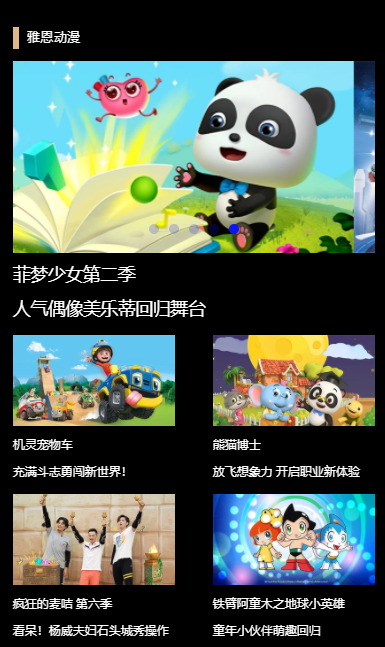 雅恩动漫
菲梦少女第二季
人气偶像美乐蒂回归舞台
机灵宠物车
熊猫博士
充满斗志勇闯新世界!
放飞想象力 开启职业新体验
疯狂的麦咭 第六季
铁臂阿童木之地球小英雄
看呆！杨威夫妇石头城秀操作
童年小伙伴萌趣回归